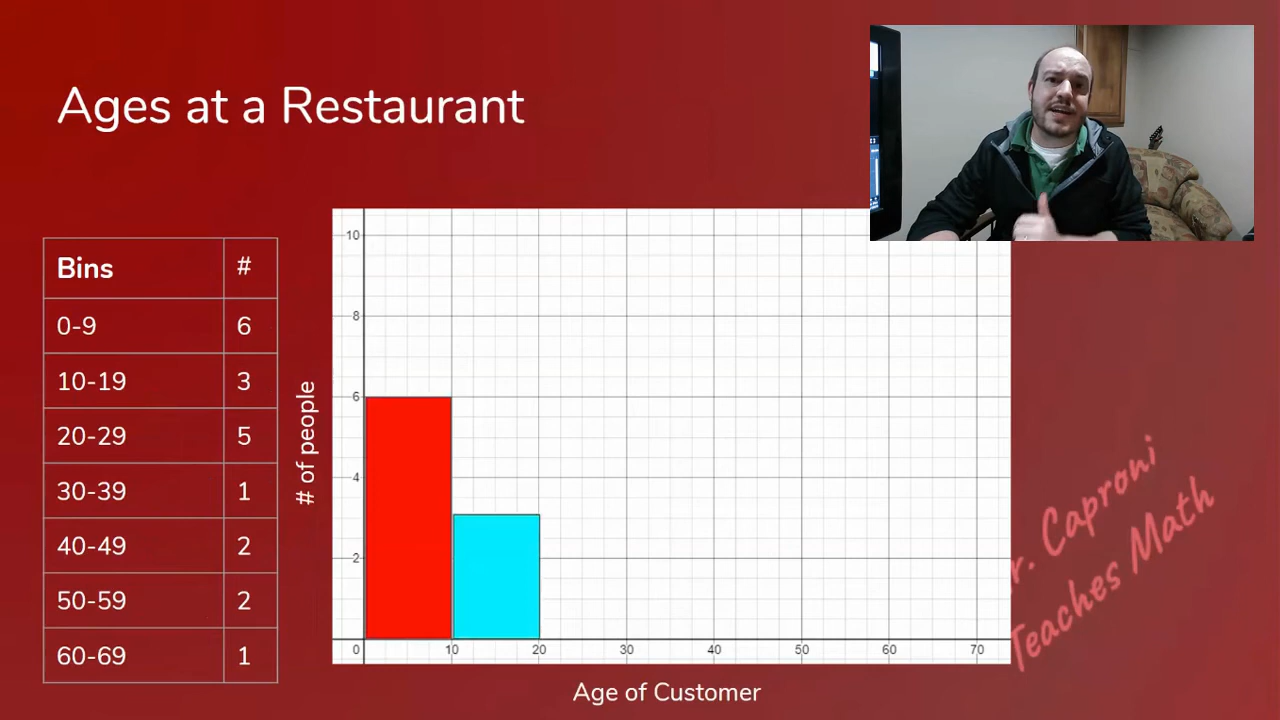 Ages at a Restaurant
Bins #
0-9 6
10-19 3
20-29 5
30-39 1
40-49 2
50-59 2
60-69 1
# of people
10
8
6
4
2
0 10 20 30 40 50 60 70
Age of Customer
r. Caproni
Teaches Math